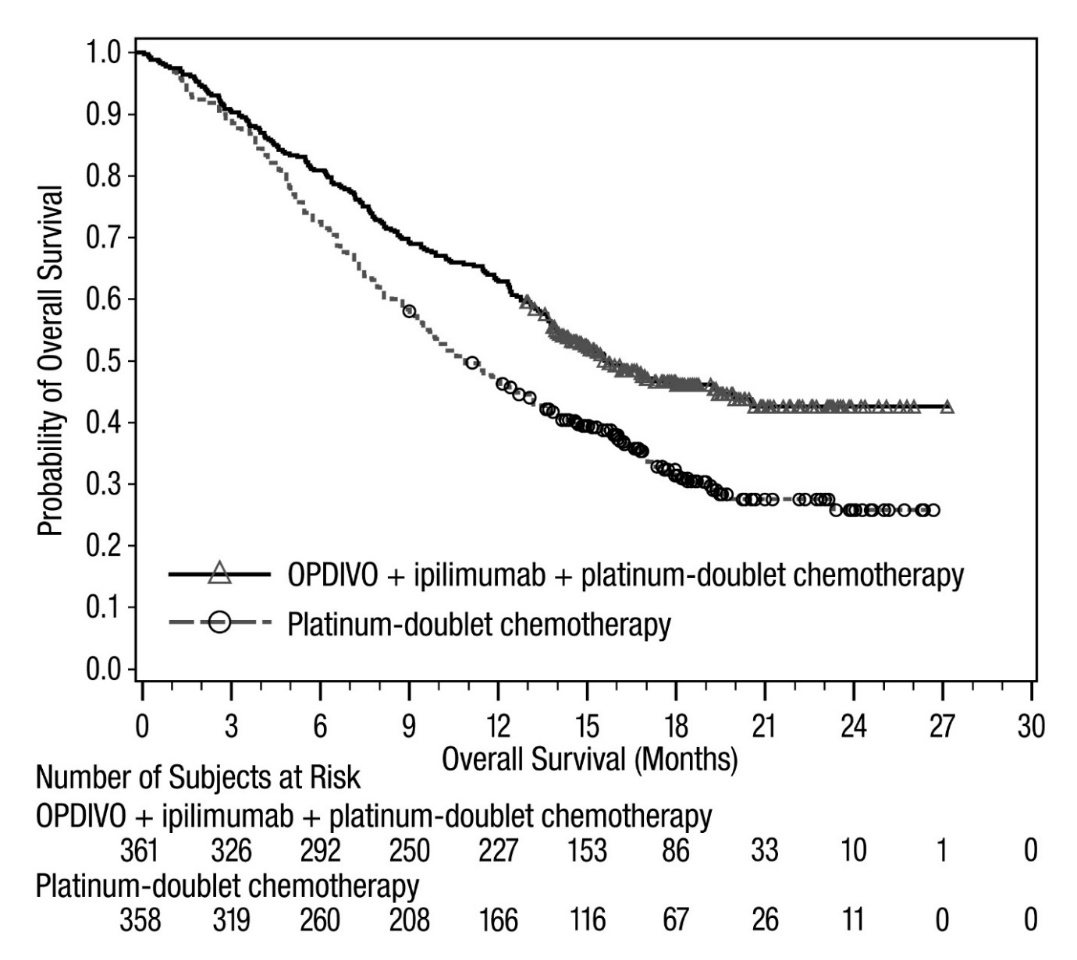 1.0
0.9
0.8
0.7
0.6
0.5
0.4
0.3
0.2
0.1
0.0
Probability of Overall Survival
OPDIVO + ipilimumab + platinum-doublet chemotherapy
Platinum-doublet chemotherapy
0 3 6 9 12 15 18 21 24 27 30
Overall Survival (Months)
Number of Subjects at Risk
OPDIVO + ipilimumab + platinum-doublet chemotherapy
361 326 292 250 227 153 86 33 10 1 0
Platinum-doublet chemotherapy
358 319 260 208 166 116 67 26 11 0 0